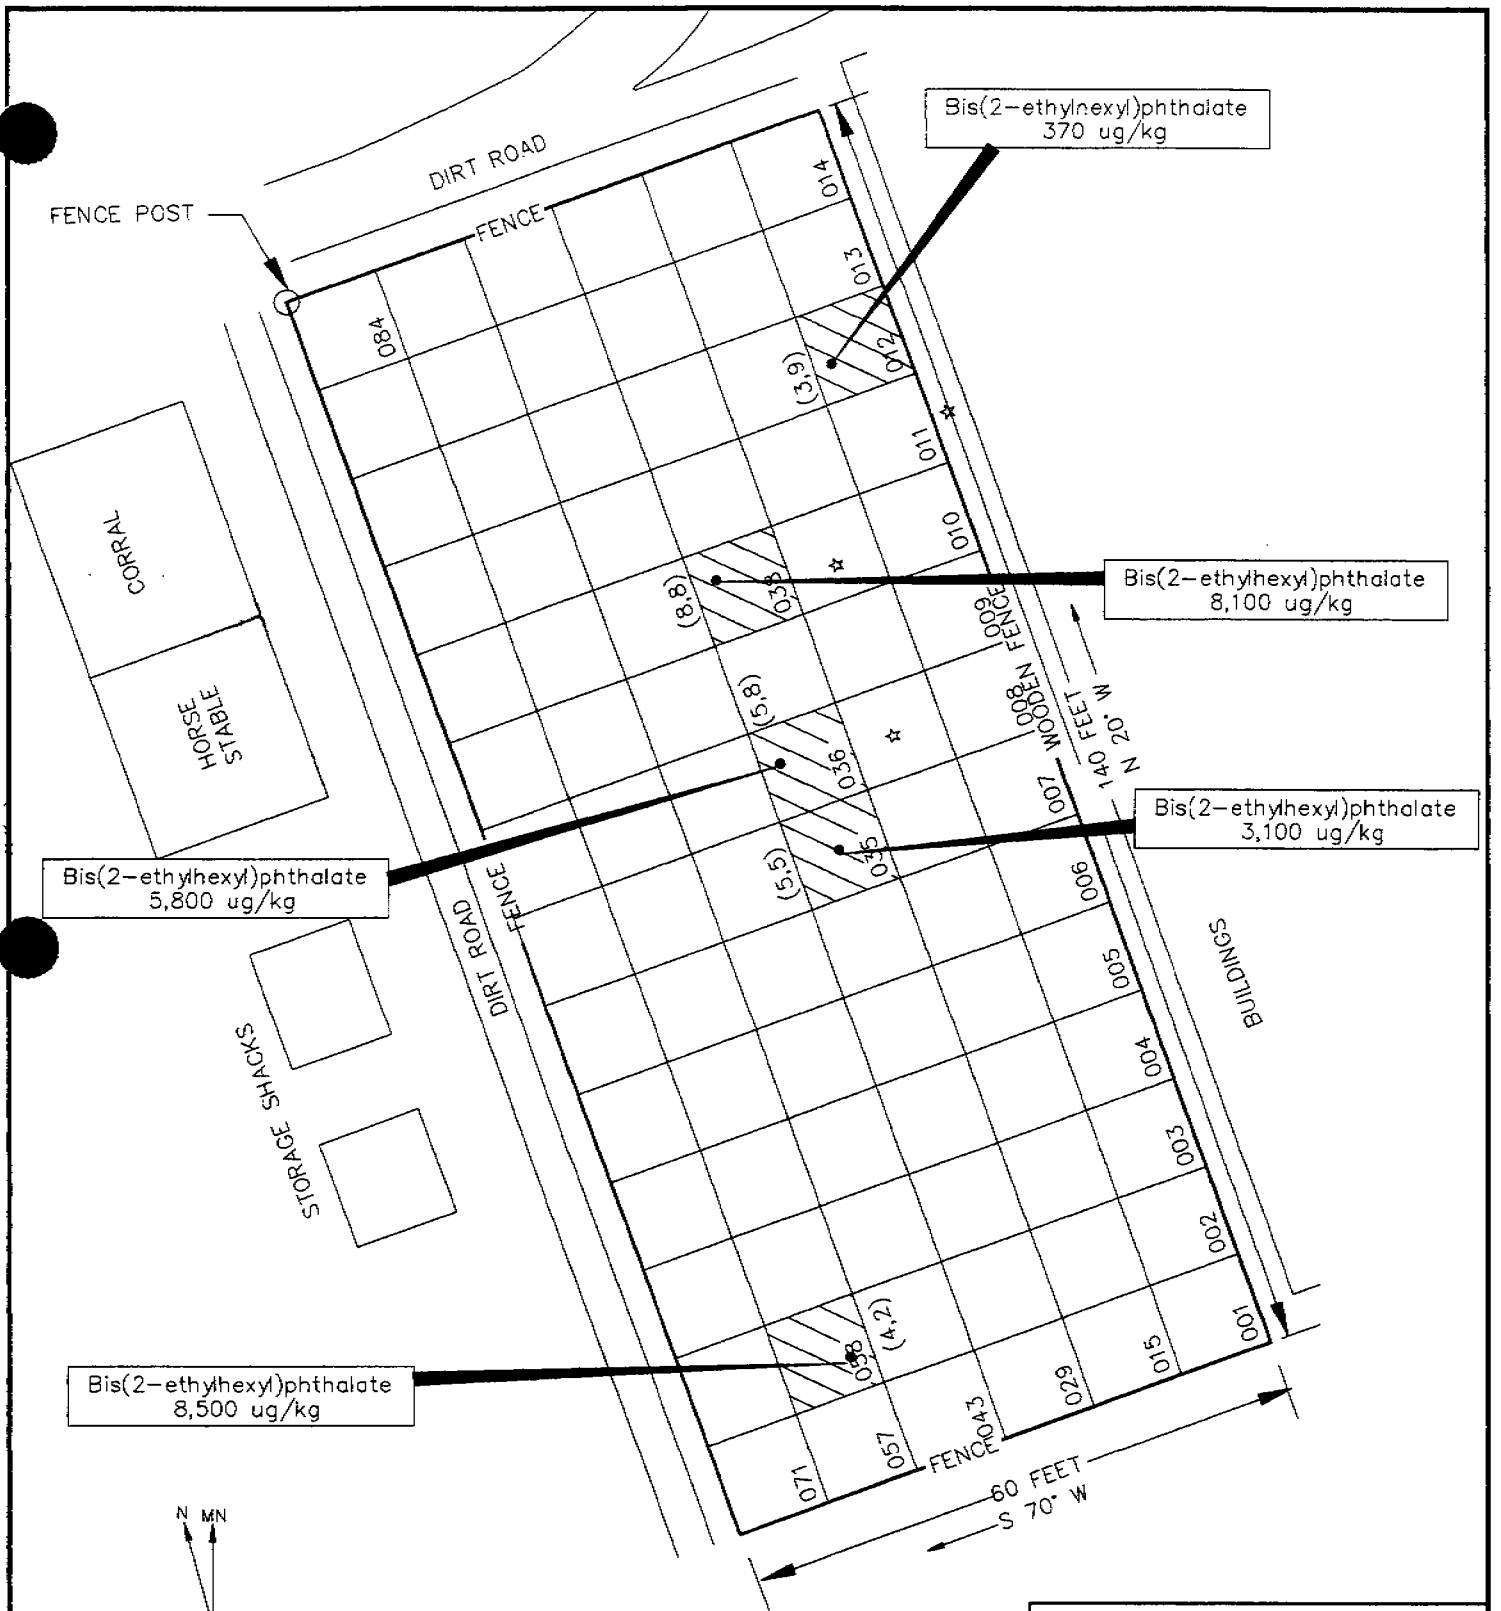 Bis(2-ethylnexyl)phthalate
370 ug/kg
DIRT ROAD
FENCE POST
FENCE
014
013
084
012
(3,9)
011
CORRAL
010
038
(8,8)
Bis(2-ethylhexyl)phthalate
8,100 ug/kg
009
WOODEN FENCE
008
140 FEET
N 20° W
HORSE
STABLE
(5,8)
036
007
Bis(2-ethylhexyl)phthalate
3,100 ug/kg
035
(5,5)
Bis(2-ethylhexyl)phthalate
5,800 ug/kg
006
FENCE
DIRT ROAD
005
BUILDINGS
004
STORAGE SHACKS
003
002
001
(4,2)
058
Bis(2-ethylhexyl)phthalate
8,500 ug/kg
015
029
043
057
071
FENCE
60 FEET
S 70° W
N MN